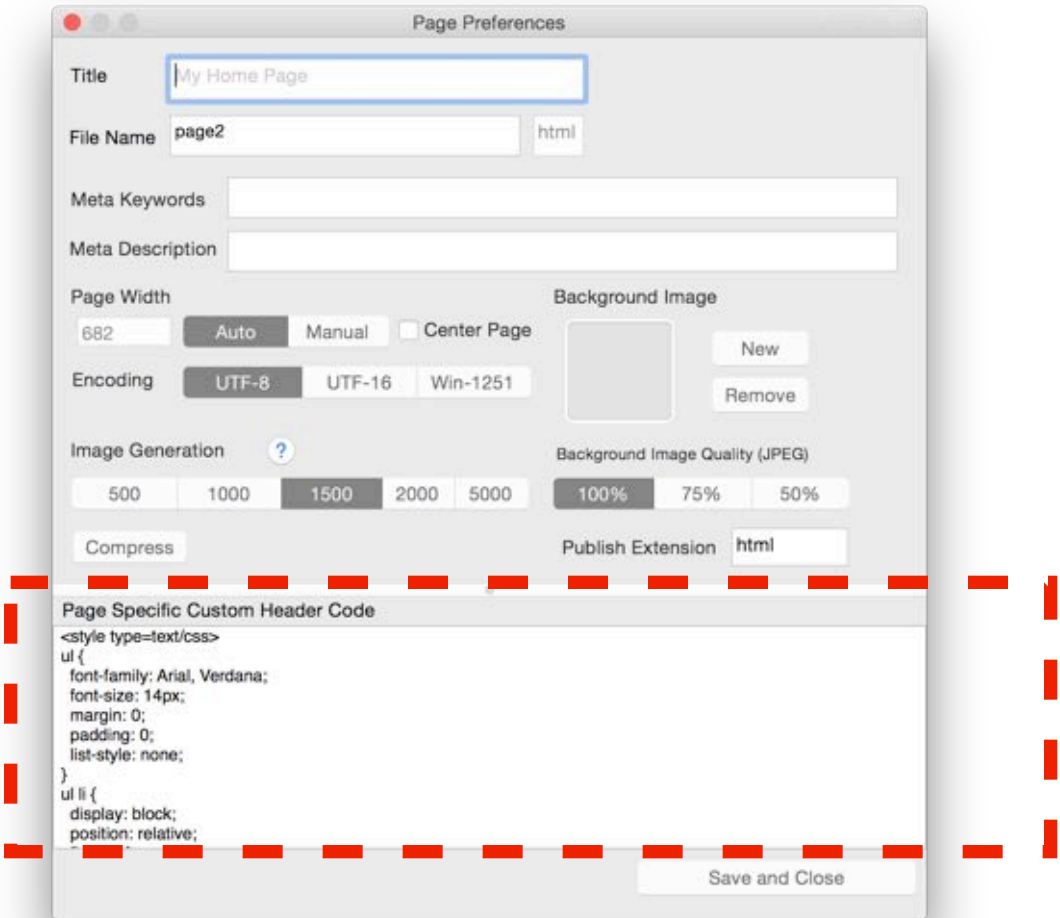 Page Preferences
Title My Home Page
File Name page2 html
Meta Keywords
Meta Description
Page Width Background Image
682 Auto Manual Center Page New
Encoding UTF-8 UTF-16 Win-1251 Remove
Image Generation ? Background Image Quality (JPEG)
500 1000 1500 2000 5000 100% 75% 50%
Compress Publish Extension html
Page Specific Custom Header Code
<style type=text/css>
ul {
font-family: Arial, Verdana;
font-size: 14px;
margin: 0;
padding: 0;
list-style: none;
}
ul li {
display: block;
position: relative;
Save and Close